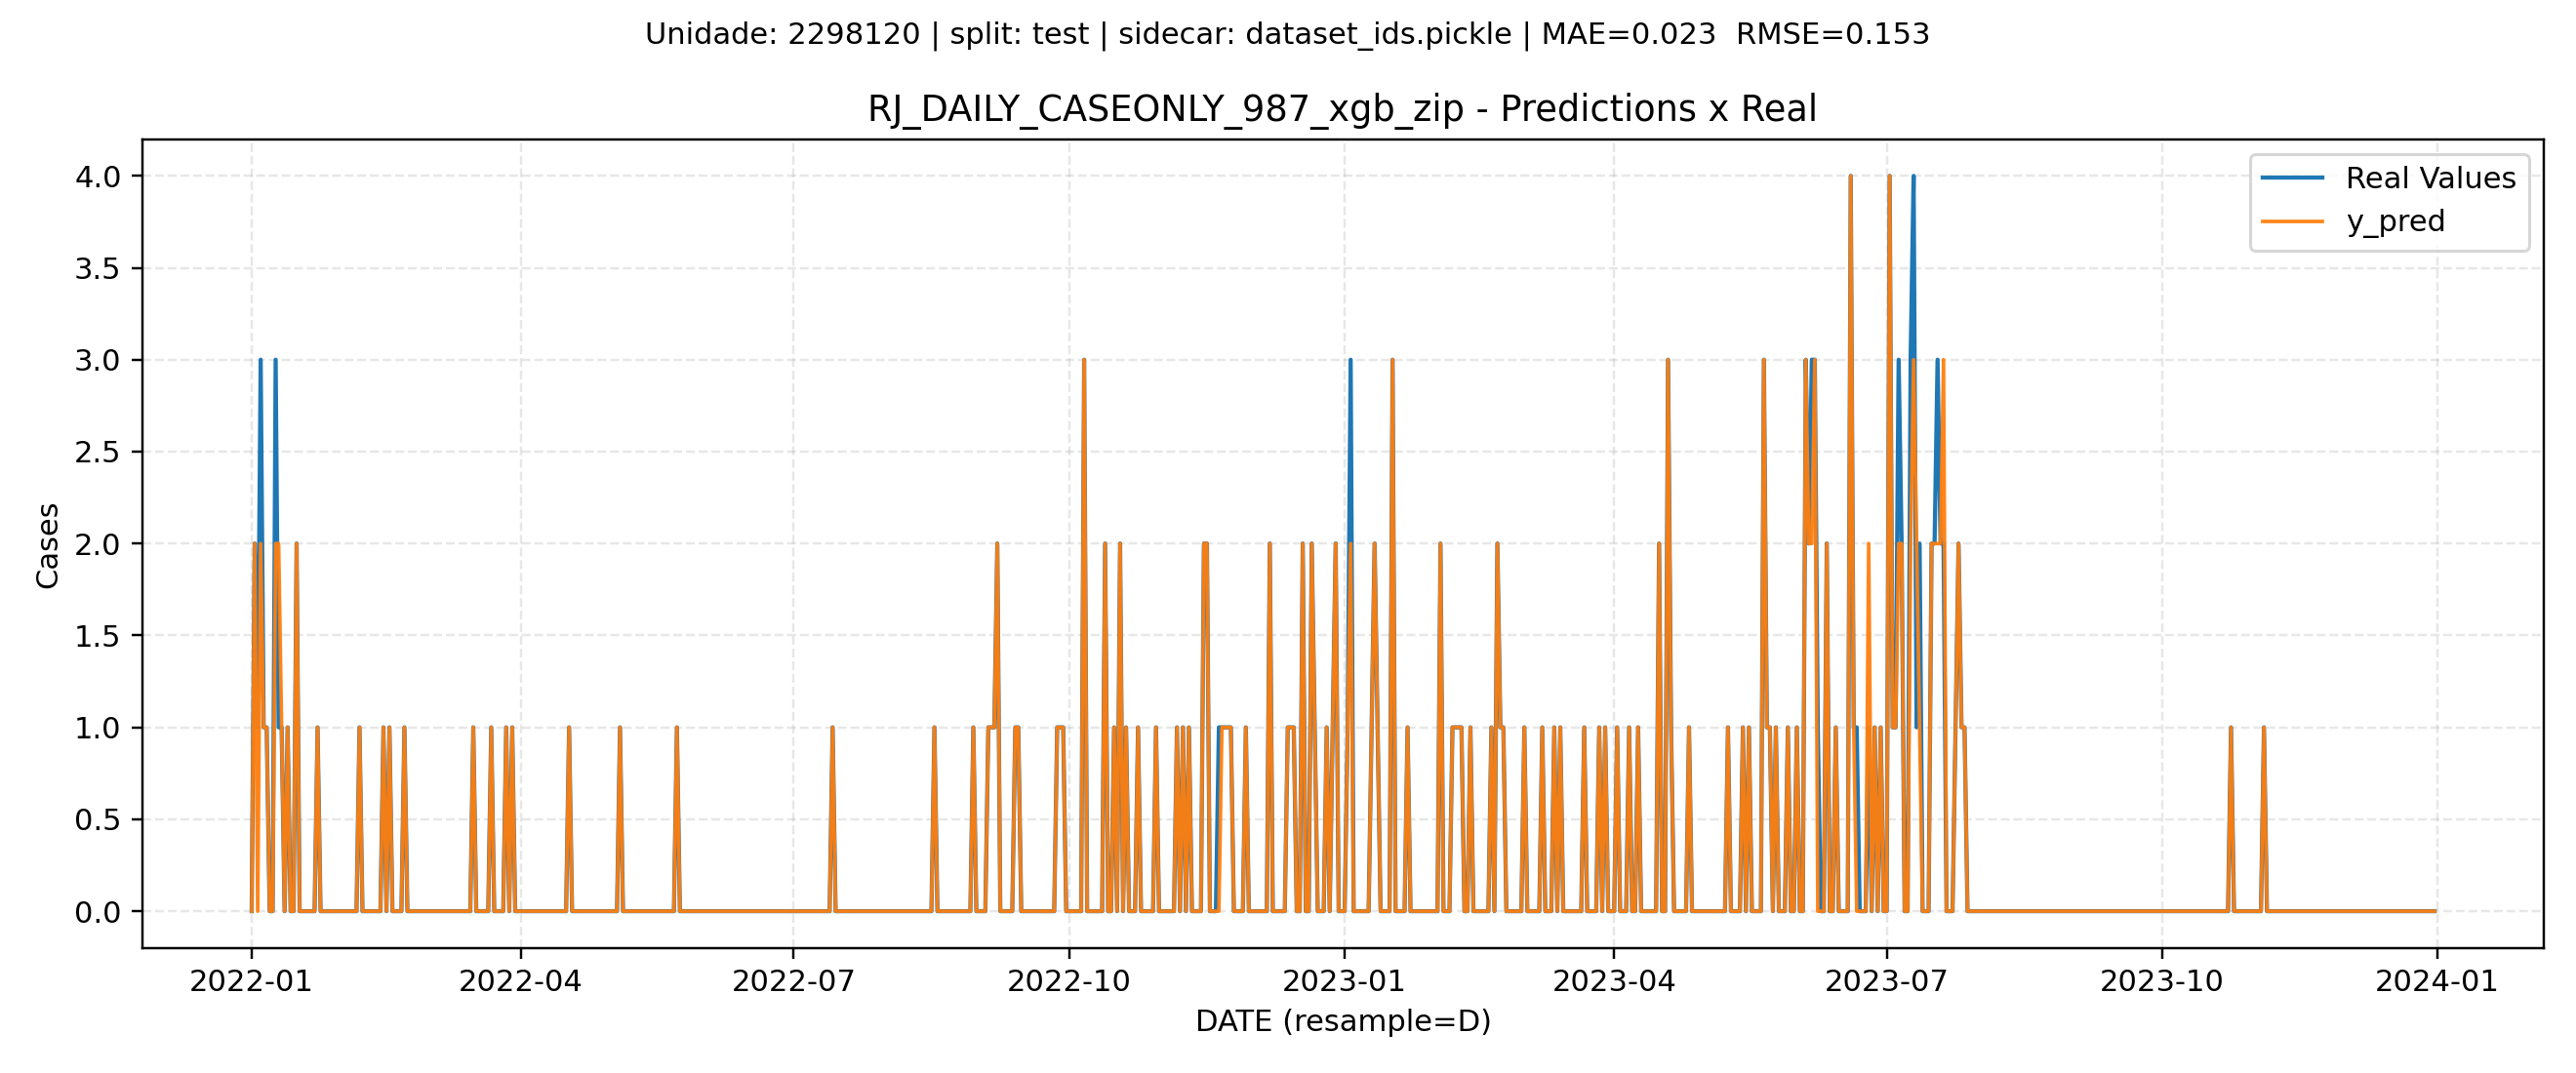 Unidade: 2298120 | split: test | sidecar: dataset_ids.pickle | MAE=0.023  RMSE=0.153
RJ_DAILY_CASEONLY_987_xgb_zip - Predictions x Real
Real Values
y_pred
4.0
3.5
3.0
2.5
2.0
1.5
1.0
0.5
0.0
Cases
2022-01 2022-04 2022-07 2022-10 2023-01 2023-04 2023-07 2023-10 2024-01
DATE (resample=D)